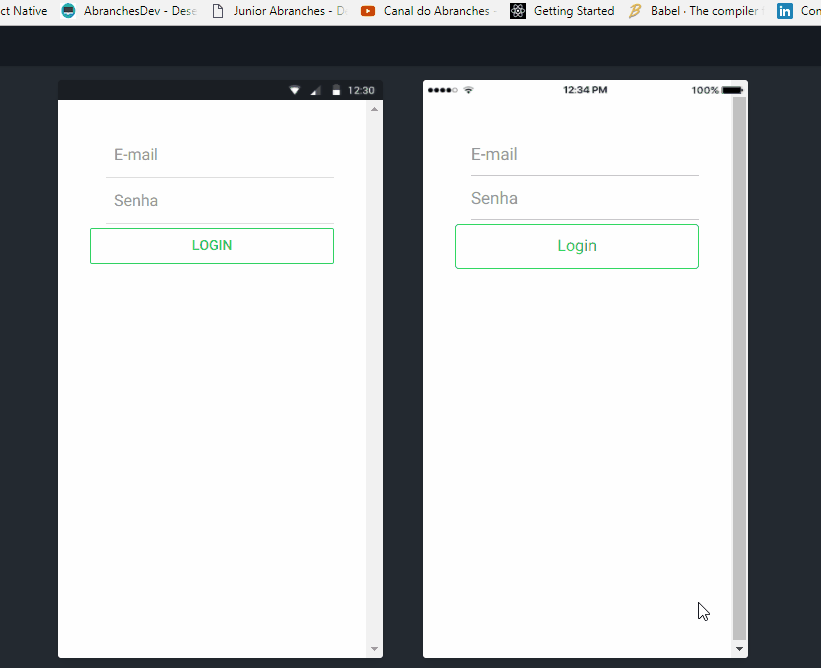 ct Native AbranchesDev - Dese Junior Abranches - D Canal do Abranches - Getting Started Babel · The compiler f in Con
12:30
E-mail
Senha
LOGIN
12:34 PM 100%
E-mail
Senha
Login